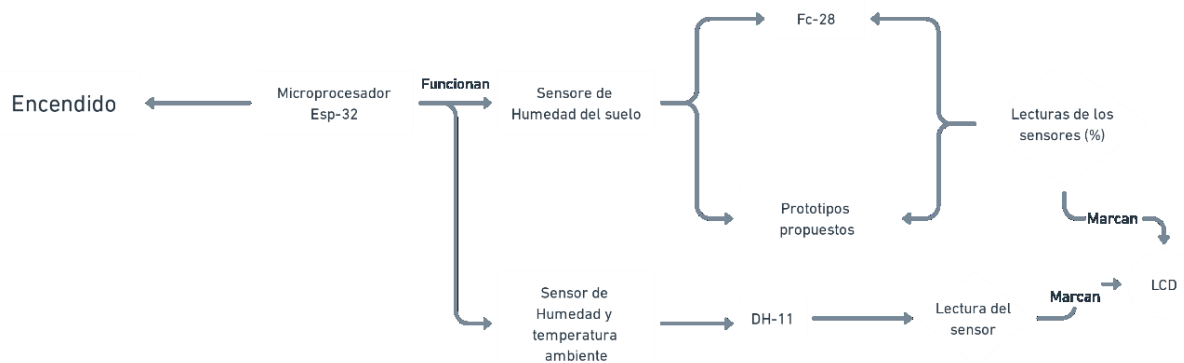 Encendido
Microprocesador
Esp-32
Funcionan
Sensore de
Humedad del suelo
Fc-28
Prototipos
propuestos
Lecturas de los
sensores (%)
Marcan
LCD
Sensor de
Humedad y
temperatura
ambiente
DH-11
Lectura del
sensor
Marcan